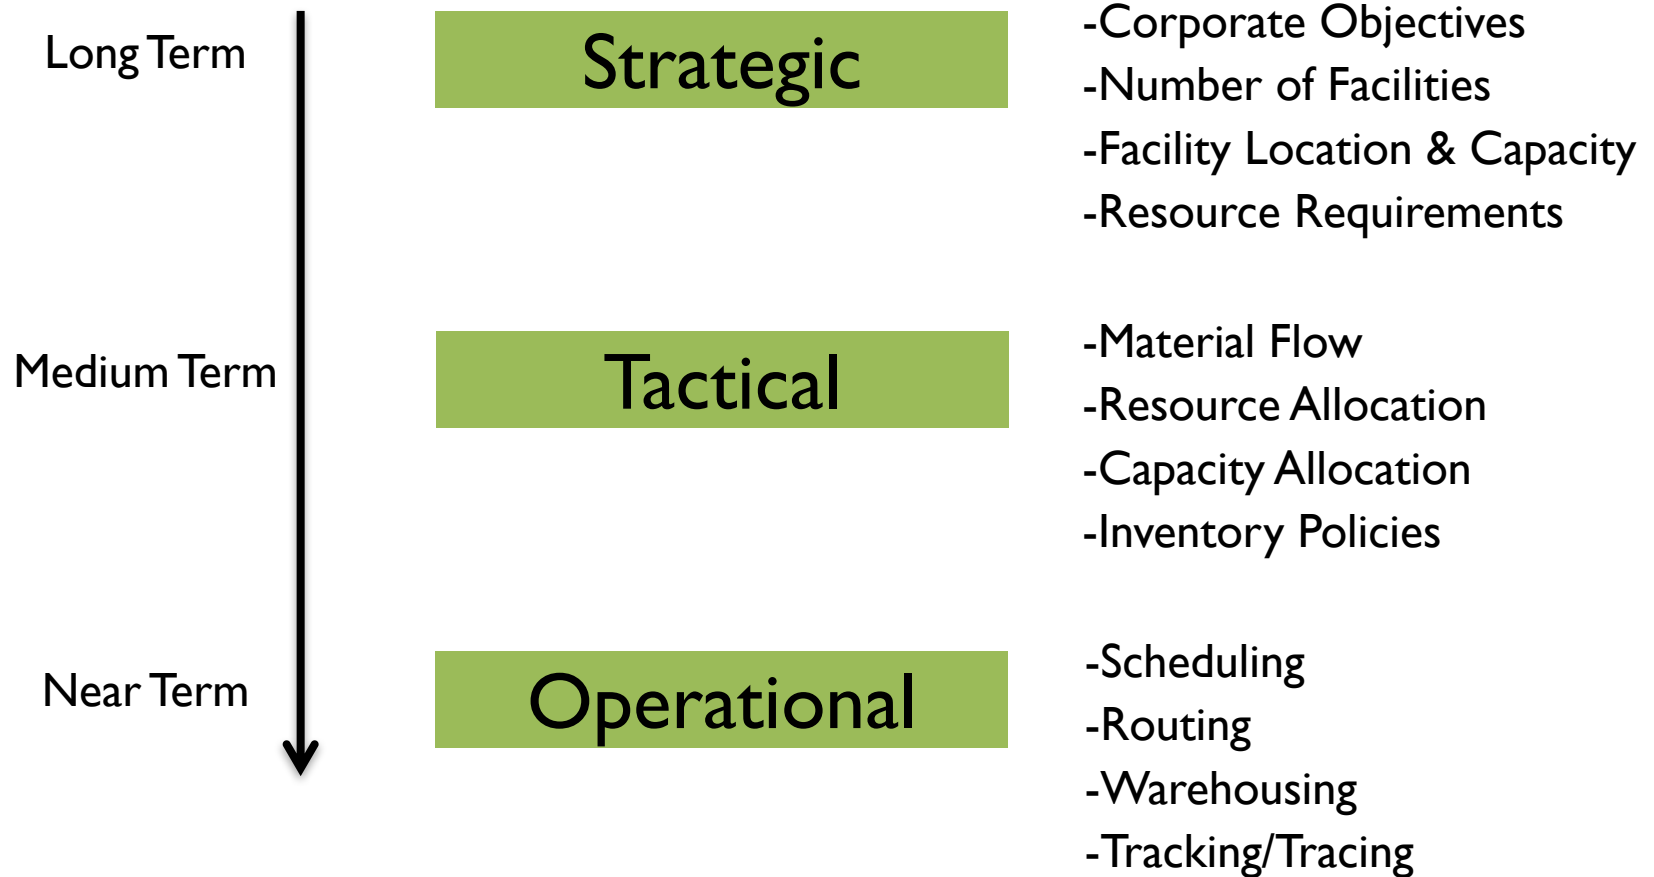 Long Term
Strategic
-Corporate Objectives
-Number of Facilities
-Facility Location & Capacity
-Resource Requirements
Medium Term
Tactical
-Material Flow
-Resource Allocation
-Capacity Allocation
-Inventory Policies
Near Term
Operational
-Scheduling
-Routing
-Warehousing
-Tracking/Tracing